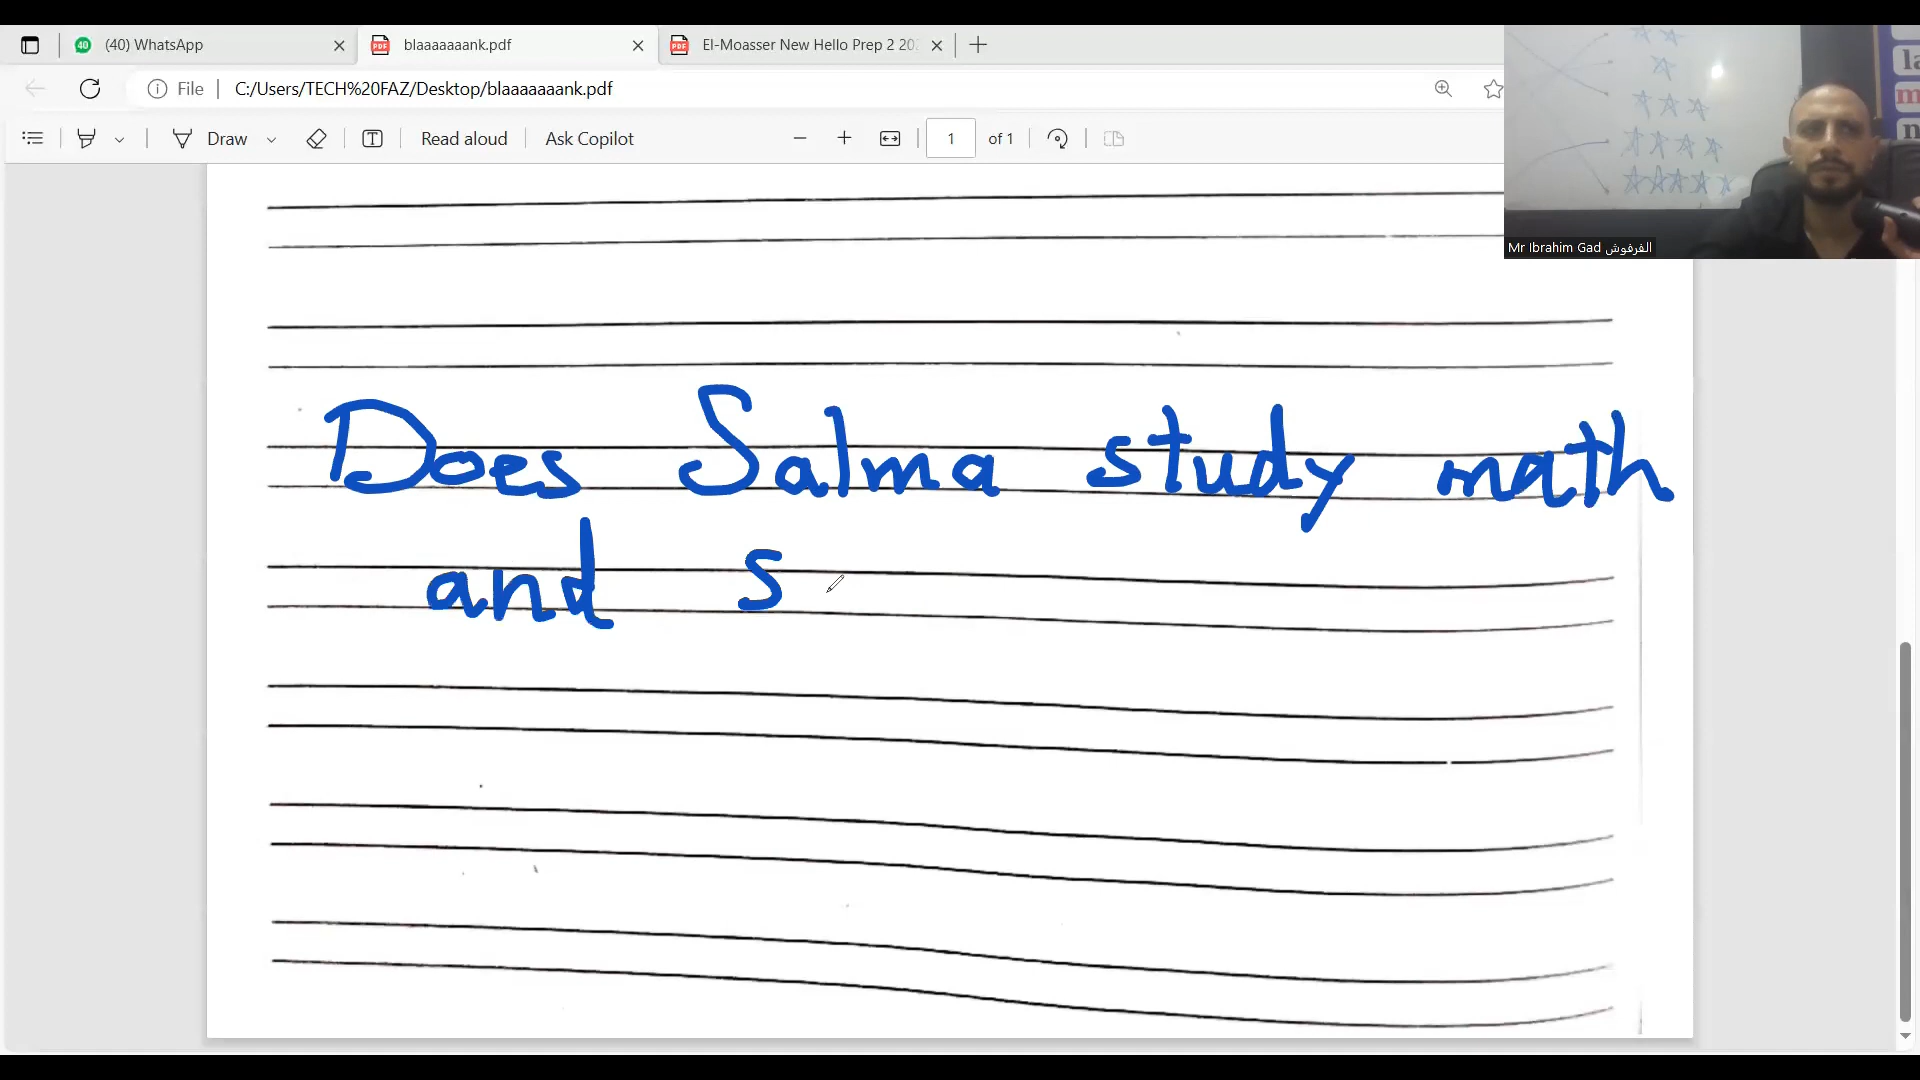 (40) WhatsApp
blaaaaaaank.pdf
El-Moasser New Hello Prep 2 202
File
C:/Users/TECH%20FAZ/Desktop/blaaaaaaank.pdf
Draw
Read aloud
Ask Copilot
1 of 1
Mr Ibrahim Gad الفرفوش
Does Salma study math
and s